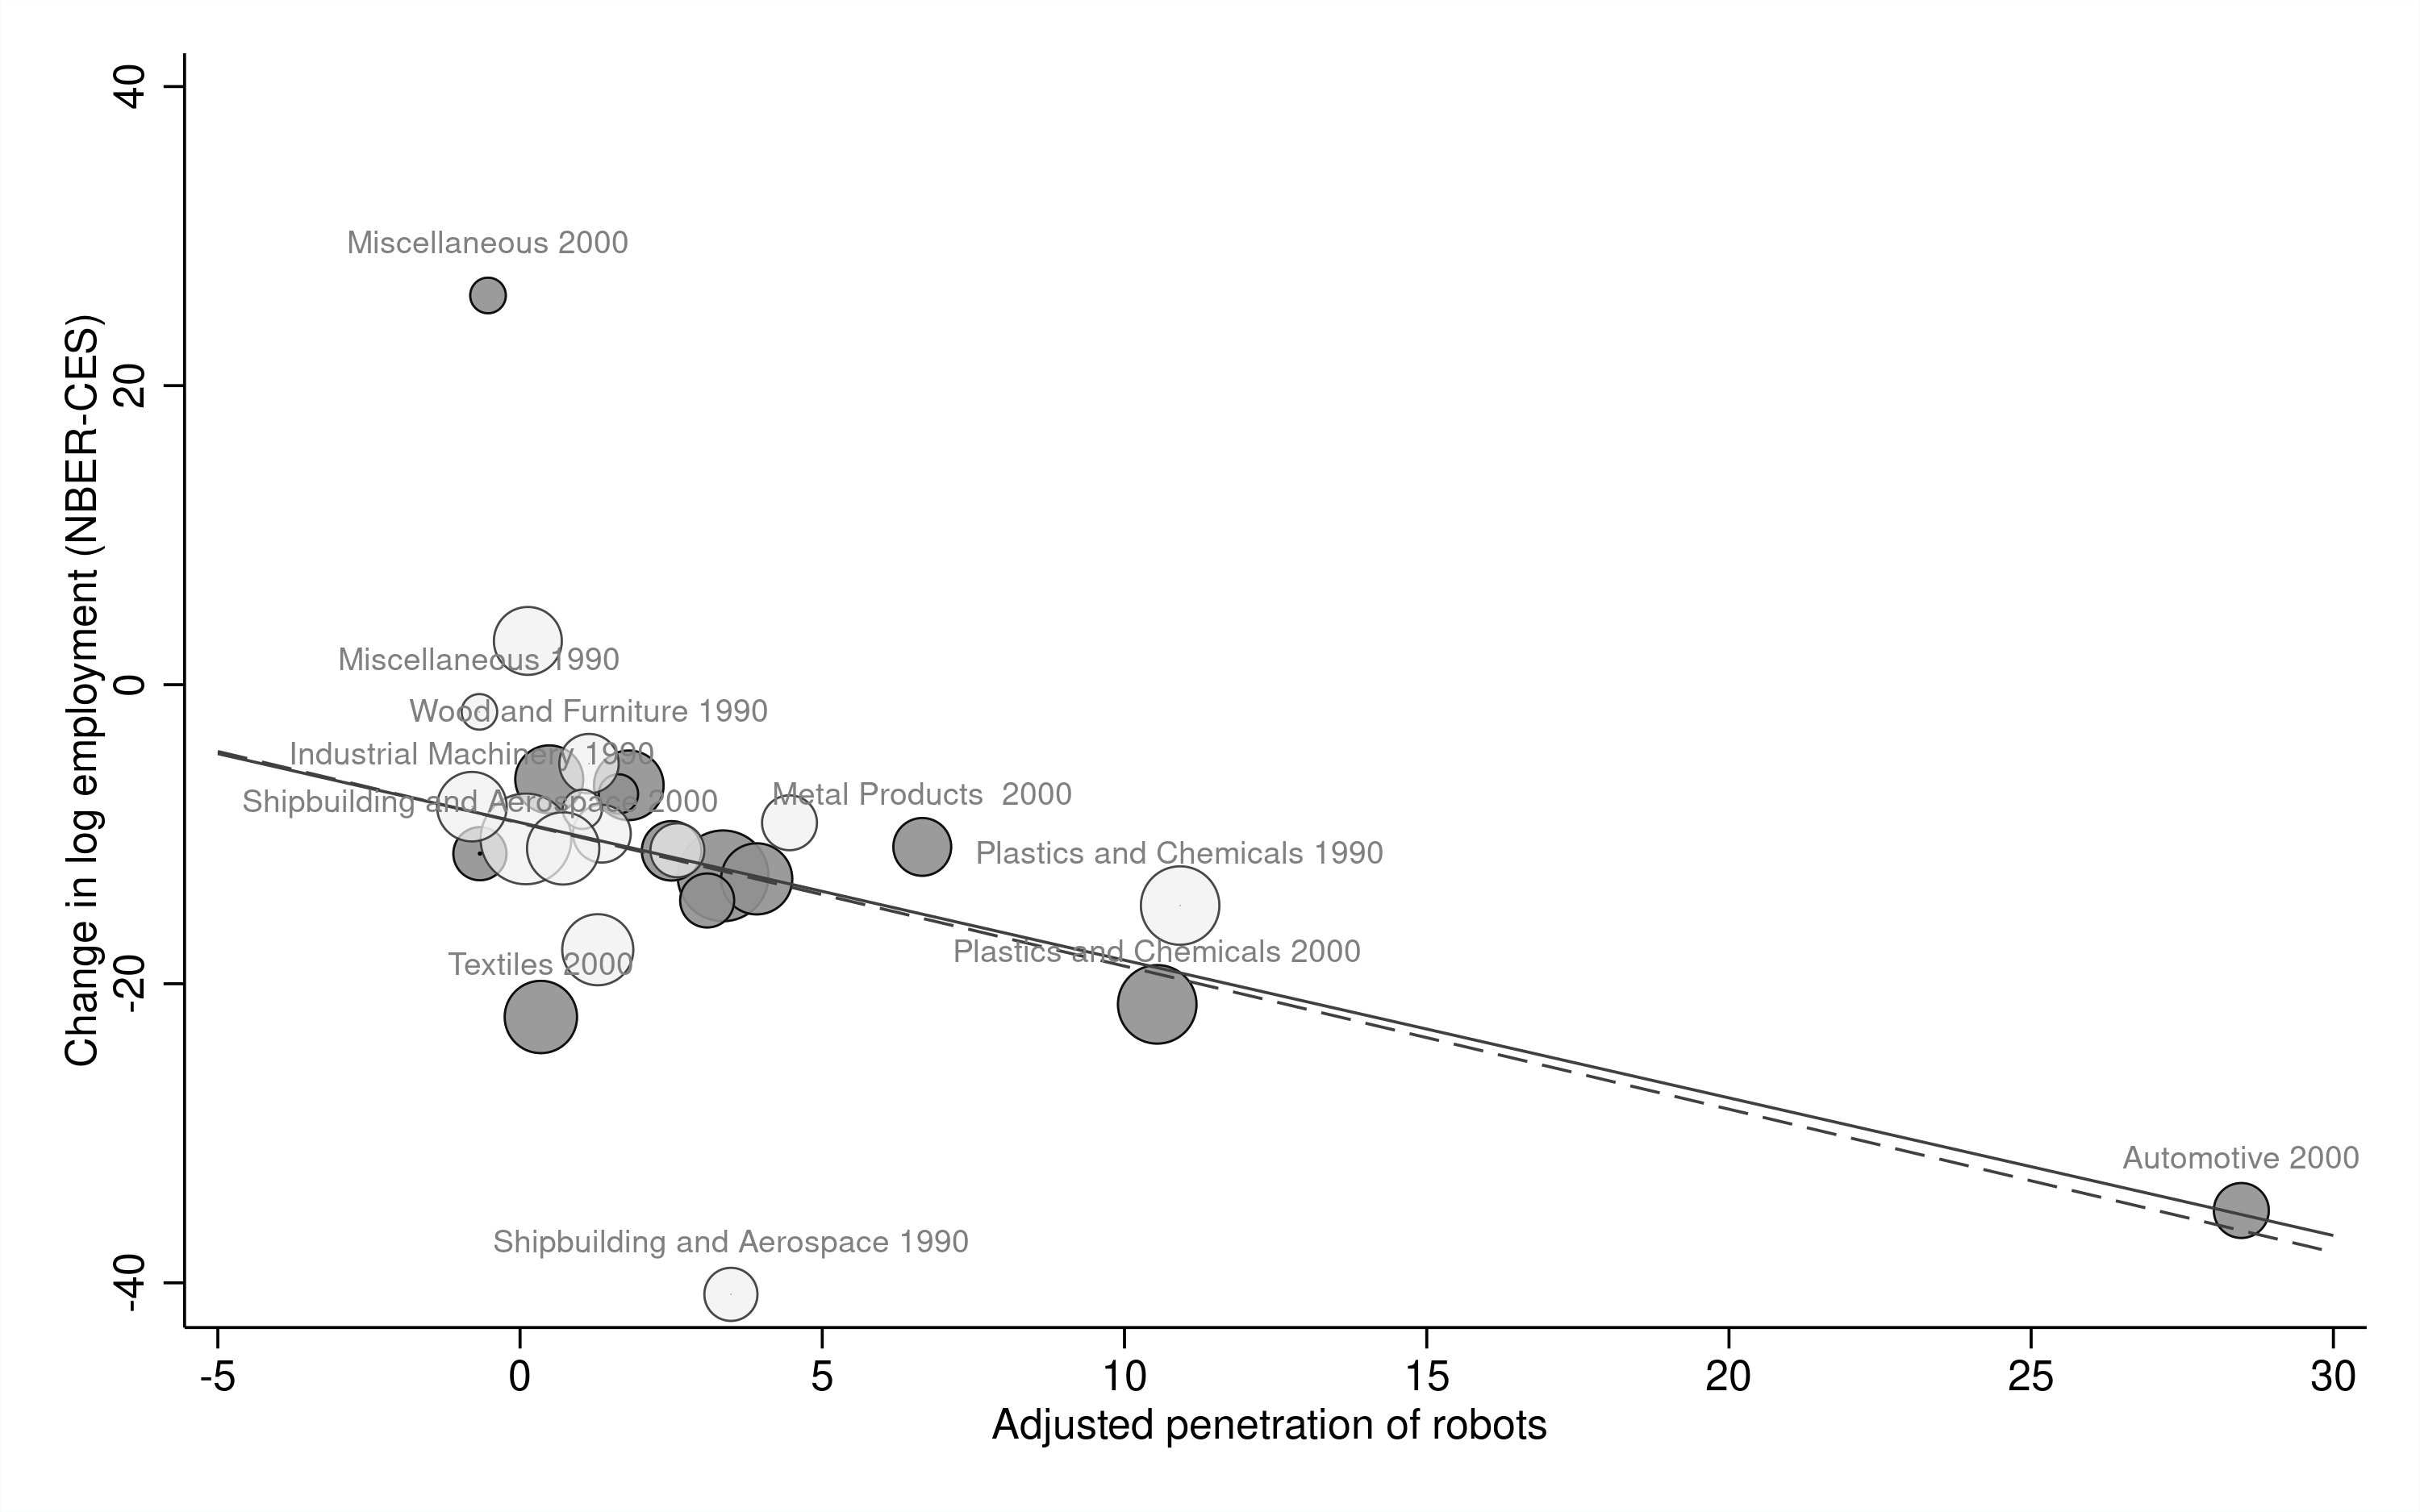 Change in log employment (NBER-CES)
40
20
0
-20
-40
Miscellaneous 2000
Miscellaneous 1990
Wood and Furniture 1990
Industrial Machinery 1990
Shipbuilding and Aerospace 2000
Metal Products  2000
Plastics and Chemicals 1990
Plastics and Chemicals 2000
Textiles 2000
Automotive 2000
Shipbuilding and Aerospace 1990
-5 0 5 10 15 20 25 30
Adjusted penetration of robots